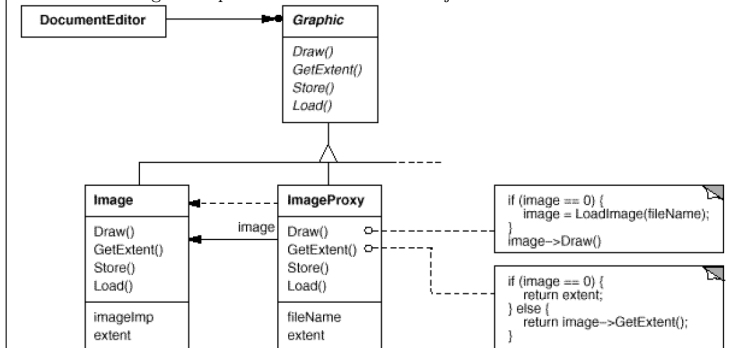 DocumentEditor
Graphic
Draw()
GetExtent()
Store()
Load()
Image
Draw()
GetExtent()
Store()
Load()
imageImp
extent
image
ImageProxy
Draw()
GetExtent()
Store()
Load()
fileName
extent
if (image == 0) {
image = LoadImage(fileName);
}
image–>Draw()
if (image == 0) {
return extent;
} else {
return image–>GetExtent();
}